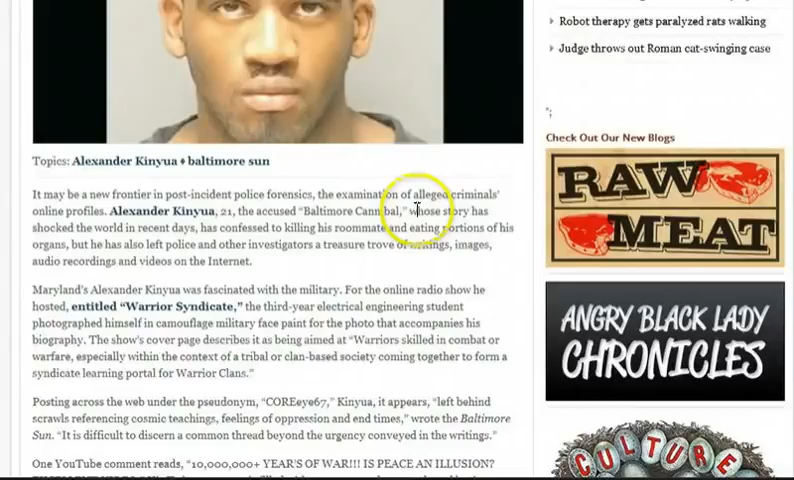 Robot therapy gets paralyzed rats walking
Judge throws out Roman cat-swinging case
";
Check Out Our New Blogs
Topics: Alexander Kinyua ♦ baltimore sun
It may be a new frontier in post-incident police forensics, the examination of alleged criminals'
online profiles. Alexander Kinyua, 21, the accused "Baltimore Cannibal," whose story has
shocked the world in recent days, has confessed to killing his roommate and eating portions of his
organs, but he has also left police and other investigators a treasure trove of writings, images,
audio recordings and videos on the Internet.
Maryland's Alexander Kinyua was fascinated with the military. For the online radio show he
hosted, entitled "Warrior Syndicate," the third-year electrical engineering student
photographed himself in camouflage military face paint for the photo that accompanies his
biography. The show's cover page describes it as being aimed at "Warriors skilled in combat or
warfare, especially within the context of a tribal or clan-based society coming together to form a
syndicate learning portal for Warrior Clans."
Posting across the web under the pseudonym, "COREeye67," Kinyua, it appears, "left behind
scrawls referencing cosmic teachings, feelings of oppression and end times," wrote the Baltimore
Sun. "It is difficult to discern a common thread beyond the urgency conveyed in the writings."
One YouTube comment reads, "10,000,000+ YEAR'S OF WAR!!! IS PEACE AN ILLUSION?
RAW
MEAT
ANGRY BLACK LADY
CHRONICLES
CULTURE